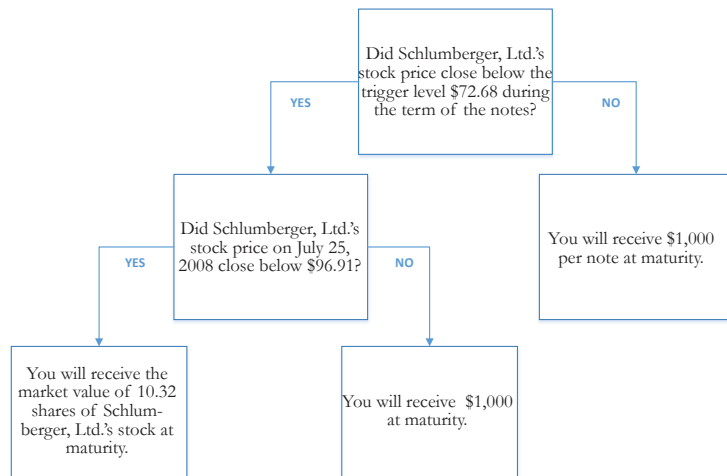 Did Schlumberger, Ltd.'s
stock price close below the
trigger level $72.68 during
the term of the notes?
YES
NO
Did Schlumberger, Ltd.'s
stock price on July 25,
2008 close below $96.91?
You will receive $1,000
per note at maturity.
YES
NO
You will receive the
market value of 10.32
shares of Schlum-
berger, Ltd.'s stock at
maturity.
You will receive $1,000
at maturity.